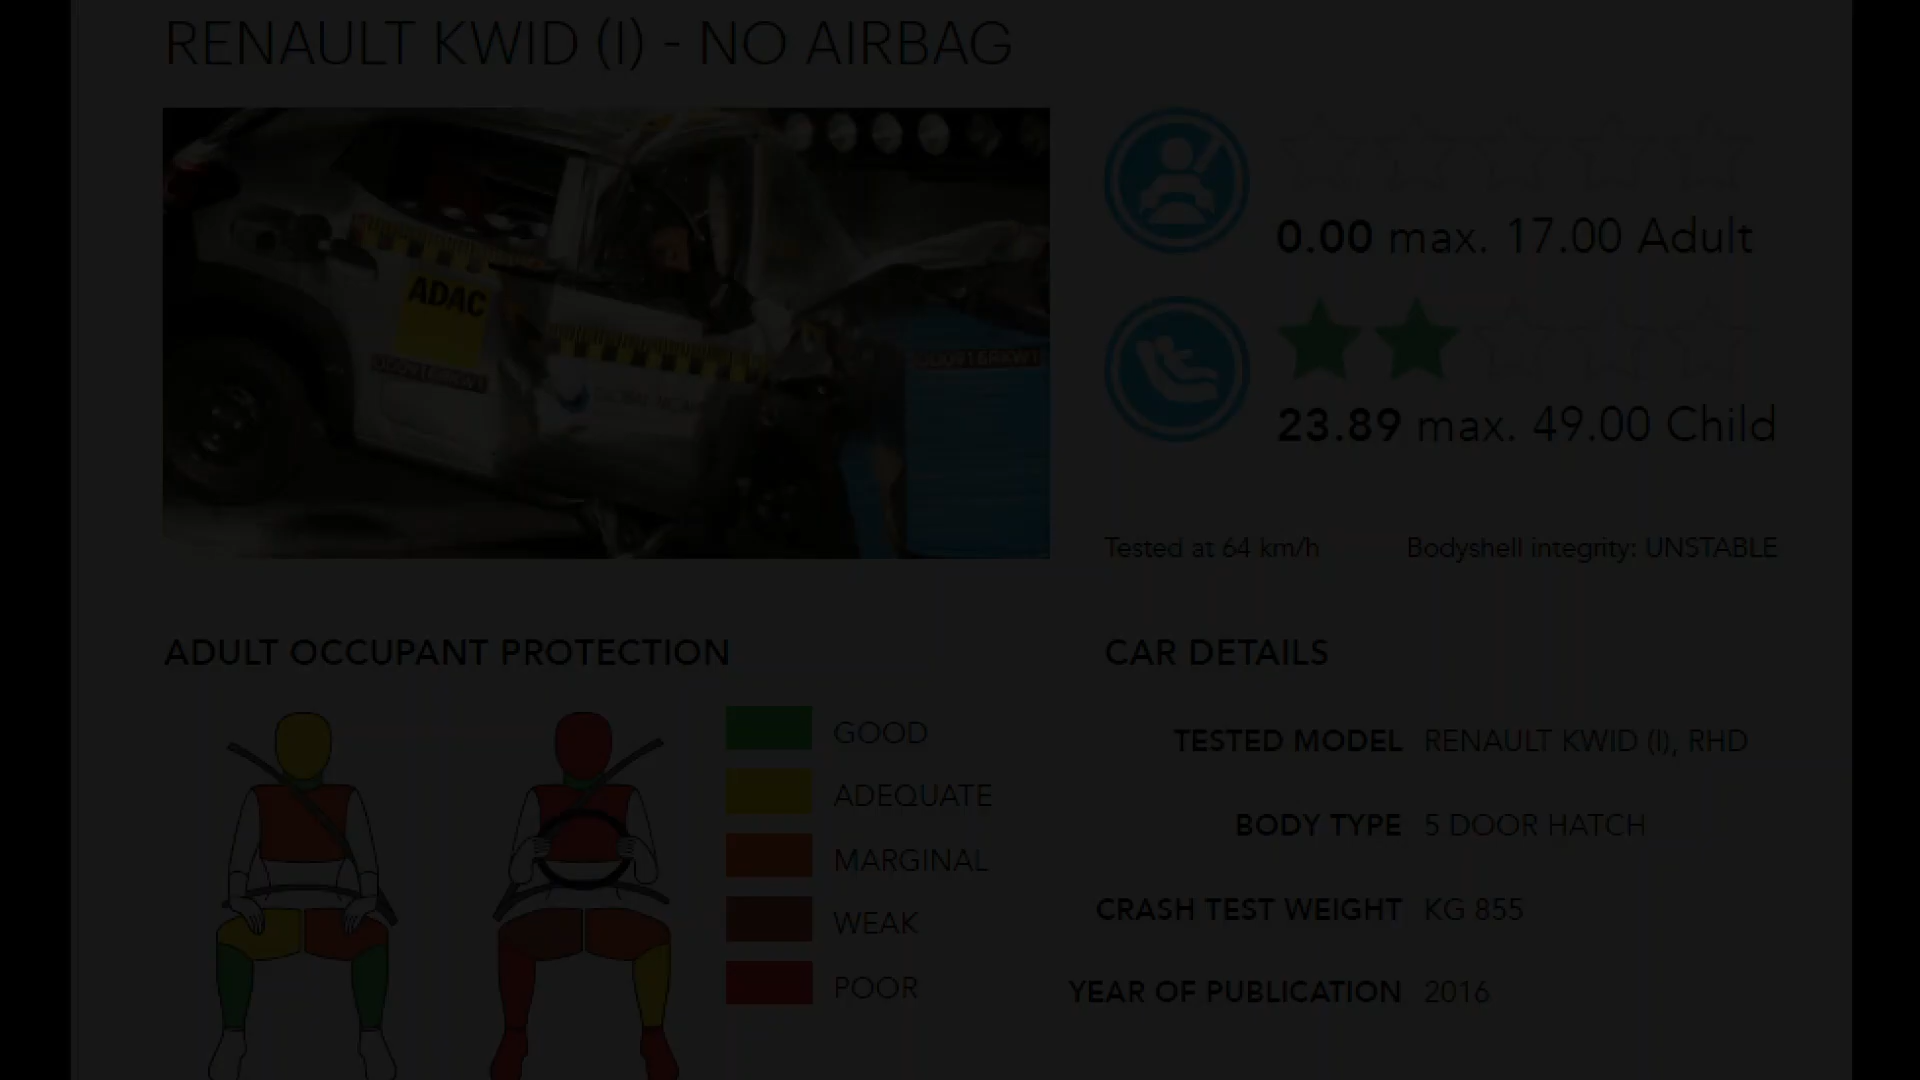 RENAULT KWID (I) - NO AIRBAG
ADAC
0.00 max. 17.00 Adult
23.89 max. 49.00 Child
Tested at 64 km/h
Bodyshell integrity: UNSTABLE
ADULT OCCUPANT PROTECTION
GOOD
ADEQUATE
MARGINAL
WEAK
POOR
CAR DETAILS
TESTED MODEL RENAULT KWID (I), RHD
BODY TYPE 5 DOOR HATCH
CRASH TEST WEIGHT KG 855
YEAR OF PUBLICATION 2016